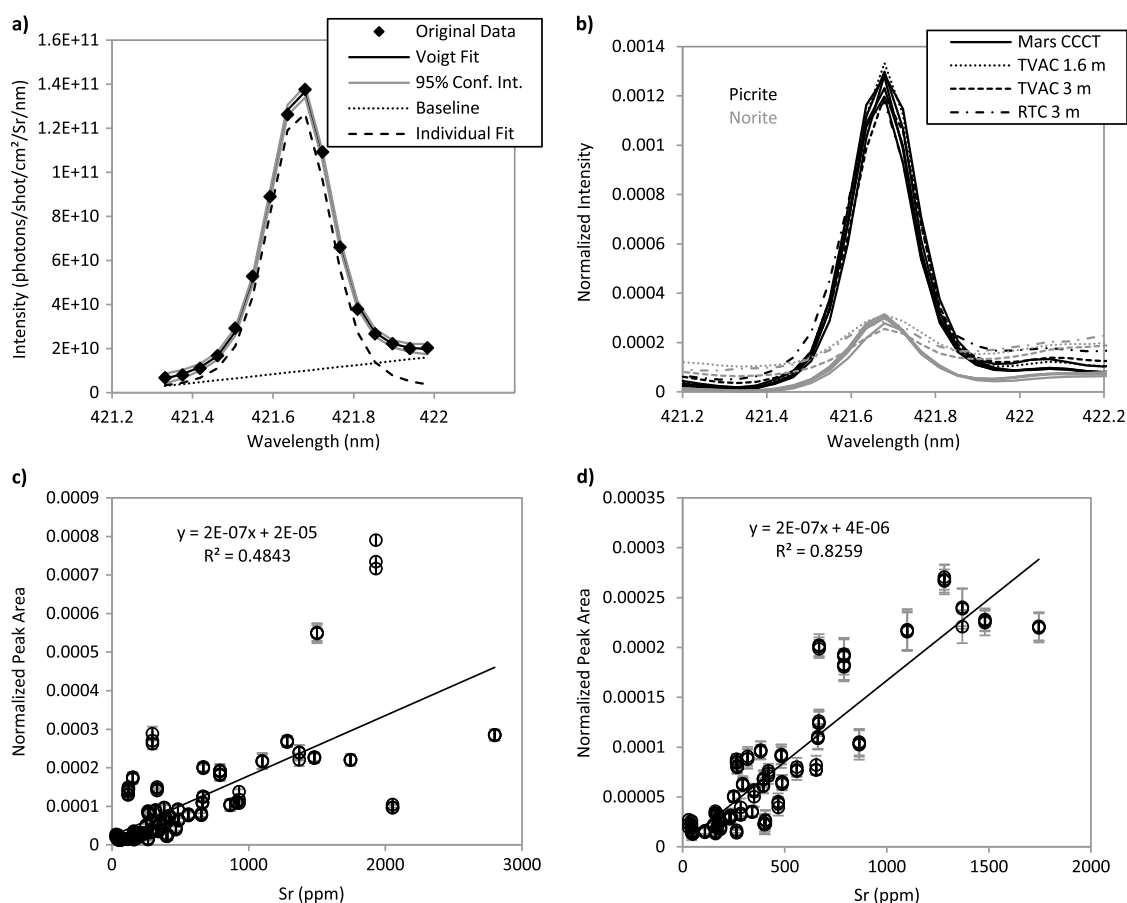 a)
Original Data
Voigt Fit
95% Conf. Int.
Baseline
Individual Fit
1.6E+11
1.4E+11
1.2E+11
1E+11
8E+10
6E+10
4E+10
2E+10
0
Intensity (photons/shot/cm²/Sr/nm)
421.2
421.4
421.6
421.8
422
Wavelength (nm)
b)
Mars CCCT
TVAC 1.6 m
TVAC 3 m
RTC 3 m
Picrite
Norite
0.0014
0.0012
0.001
0.0008
0.0006
0.0004
0.0002
0
Normalized Intensity
421.2
421.4
421.6
421.8
422
422.2
Wavelength (nm)
c)
y = 2E-07x + 2E-05
R² = 0.4843
0.0009
0.0008
0.0007
0.0006
0.0005
0.0004
0.0003
0.0002
0.0001
0
Normalized Peak Area
0
1000
2000
3000
Sr (ppm)
d)
y = 2E-07x + 4E-06
R² = 0.8259
0.00035
0.0003
0.00025
0.0002
0.00015
0.0001
0.00005
0
Normalized Peak Area
0
500
1000
1500
2000
Sr (ppm)